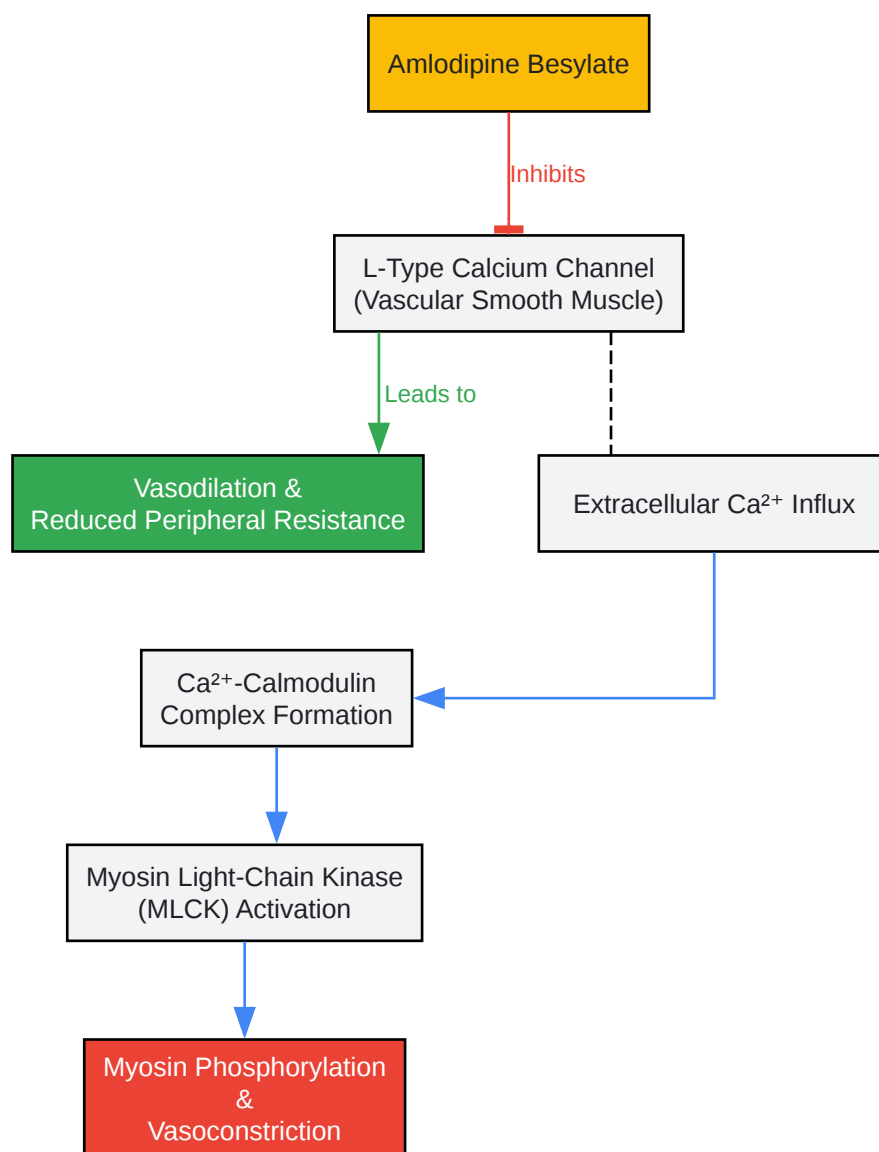 Amlodipine Besylate
Inhibits
L-Type Calcium Channel
(Vascular Smooth Muscle)
Leads to
Vasodilation &
Reduced Peripheral Resistance
Extracellular Ca²⁺ Influx
Ca²⁺-Calmodulin
Complex Formation
Myosin Light-Chain Kinase
(MLCK) Activation
Myosin Phosphorylation
&
Vasoconstriction